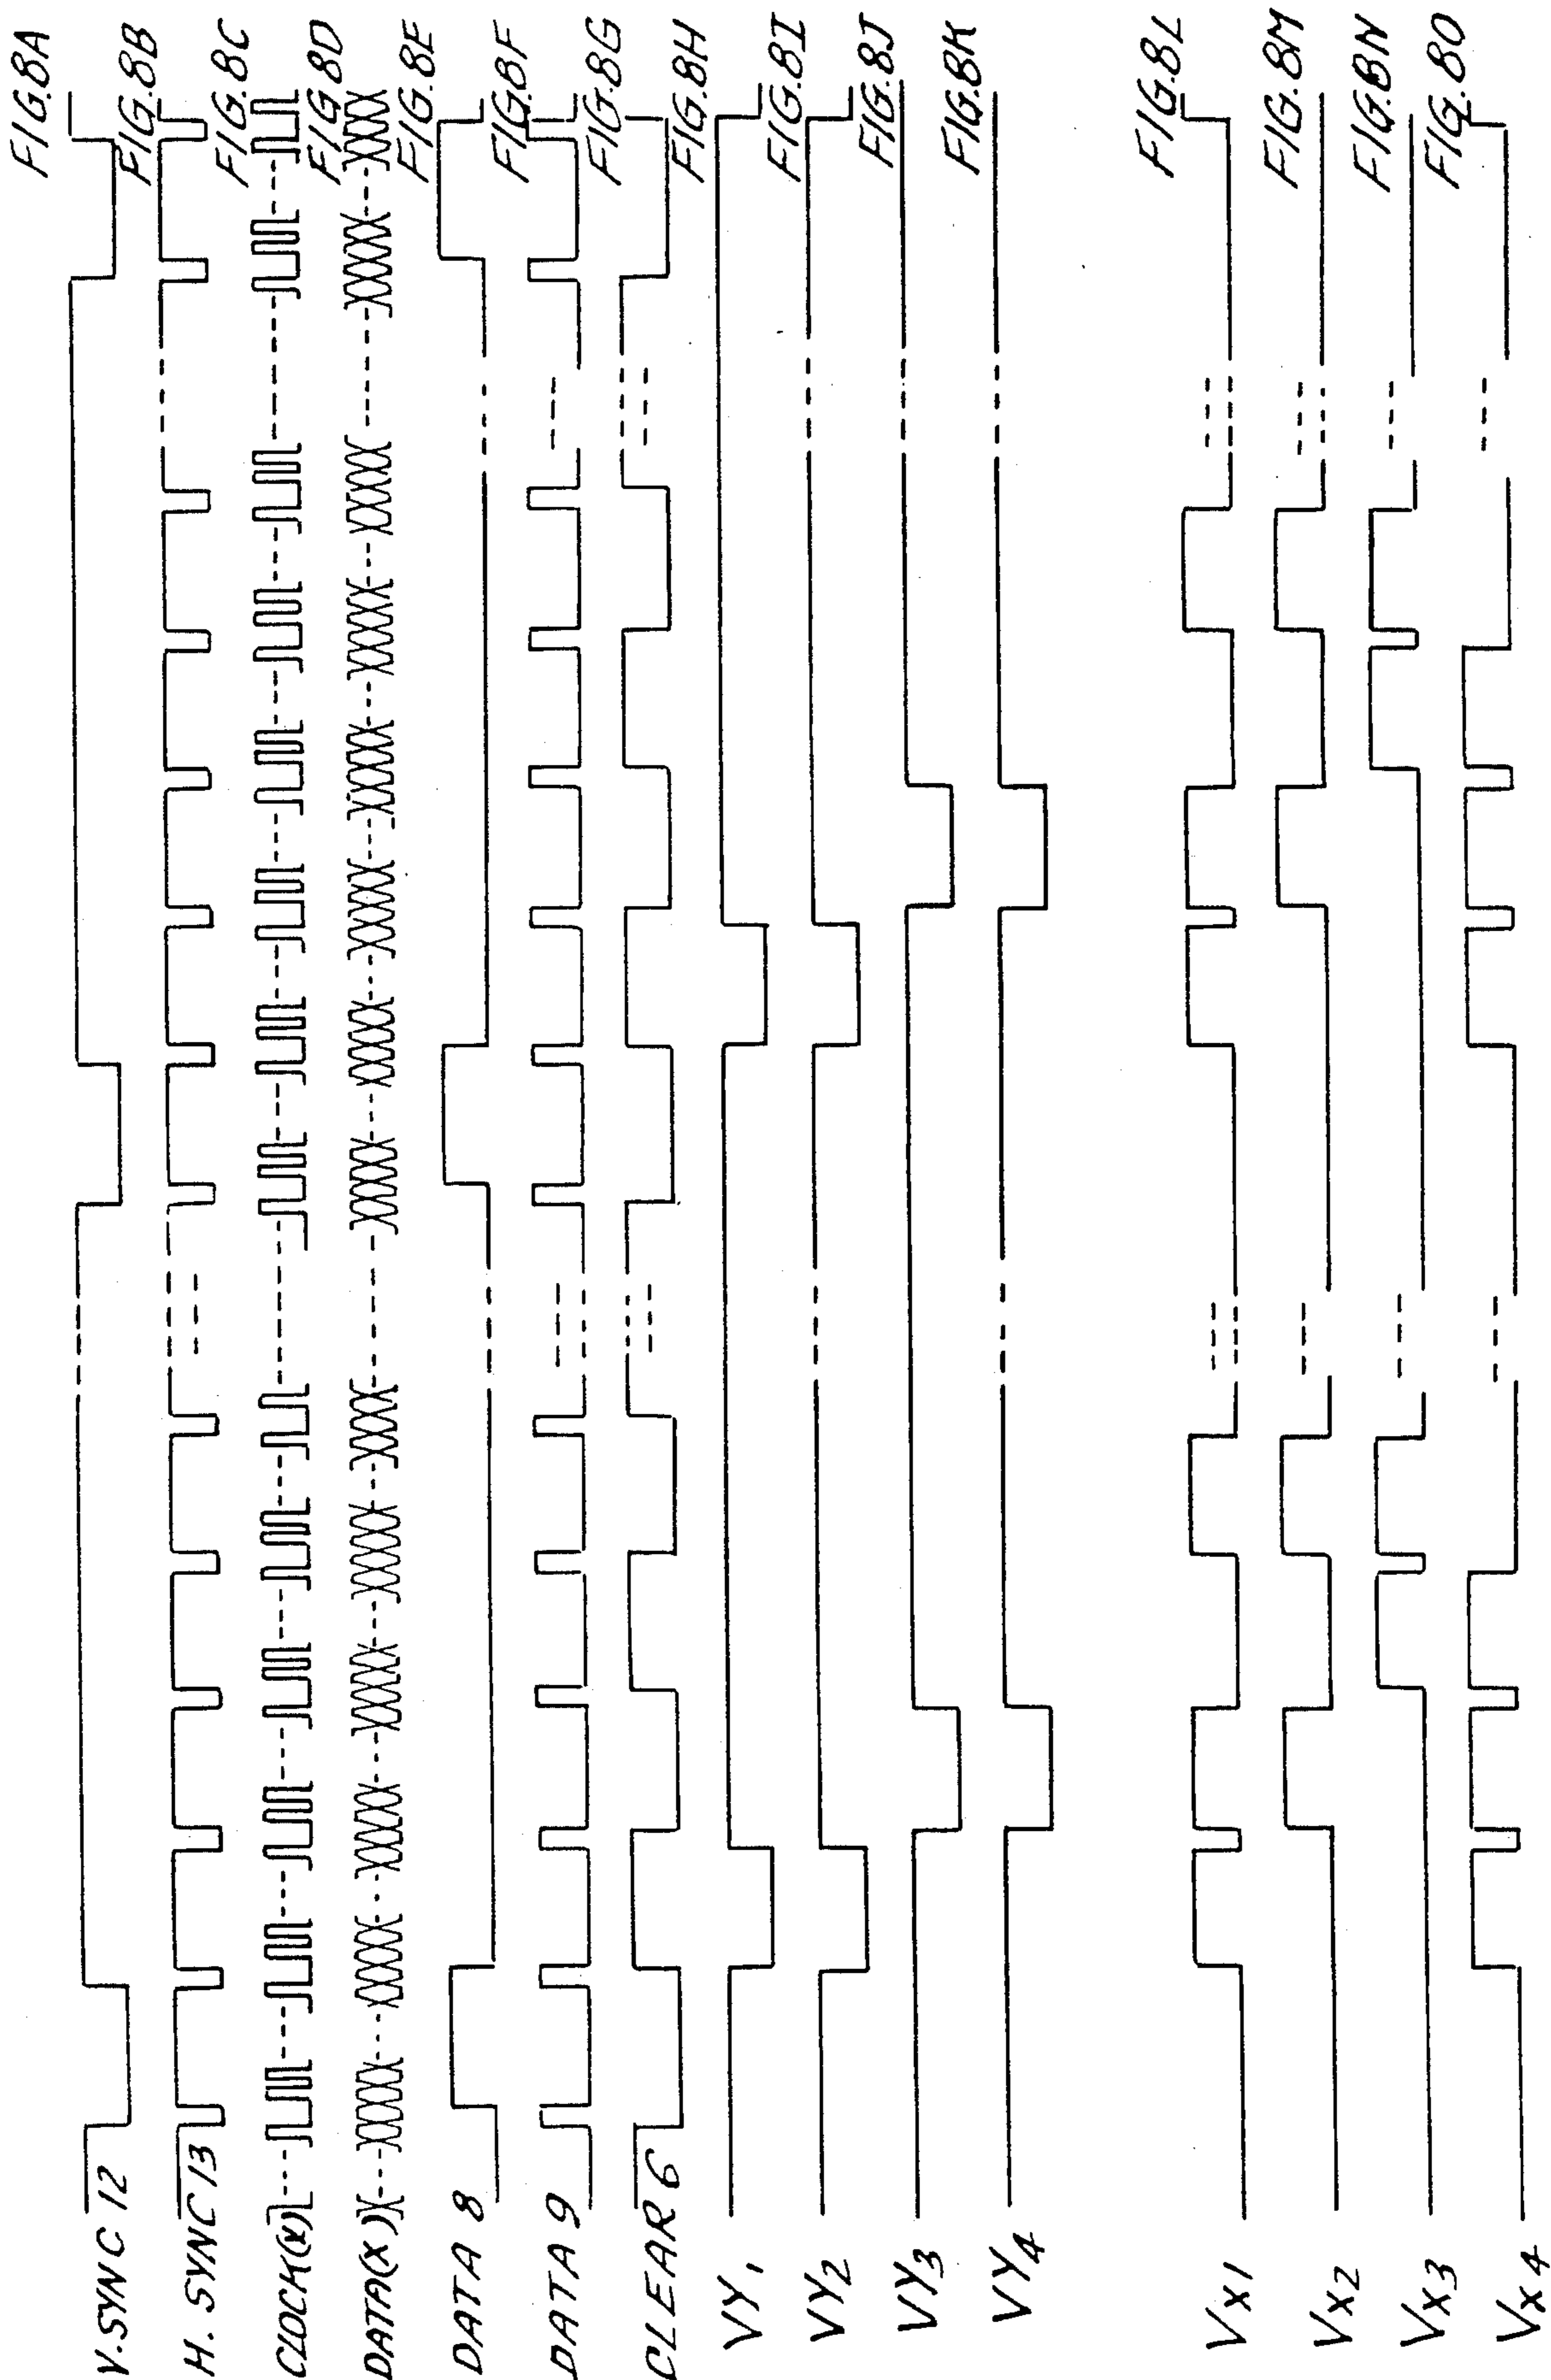 V.SYNC 12
H.SYNC 13
CLOCK(X)
DATA(X)
DATA 8
DATA 9
CLEAR 6
VY1
VY2
VY3
VY4
VX1
VX2
VX3
VX4
FIG.8A
FIG.8B
FIG.8C
FIG.8D
FIG.8E
FIG.8F
FIG.8G
FIG.8H
FIG.8I
FIG.8J
FIG.8K
FIG.8L
FIG.8M
FIG.8N
FIG.8O